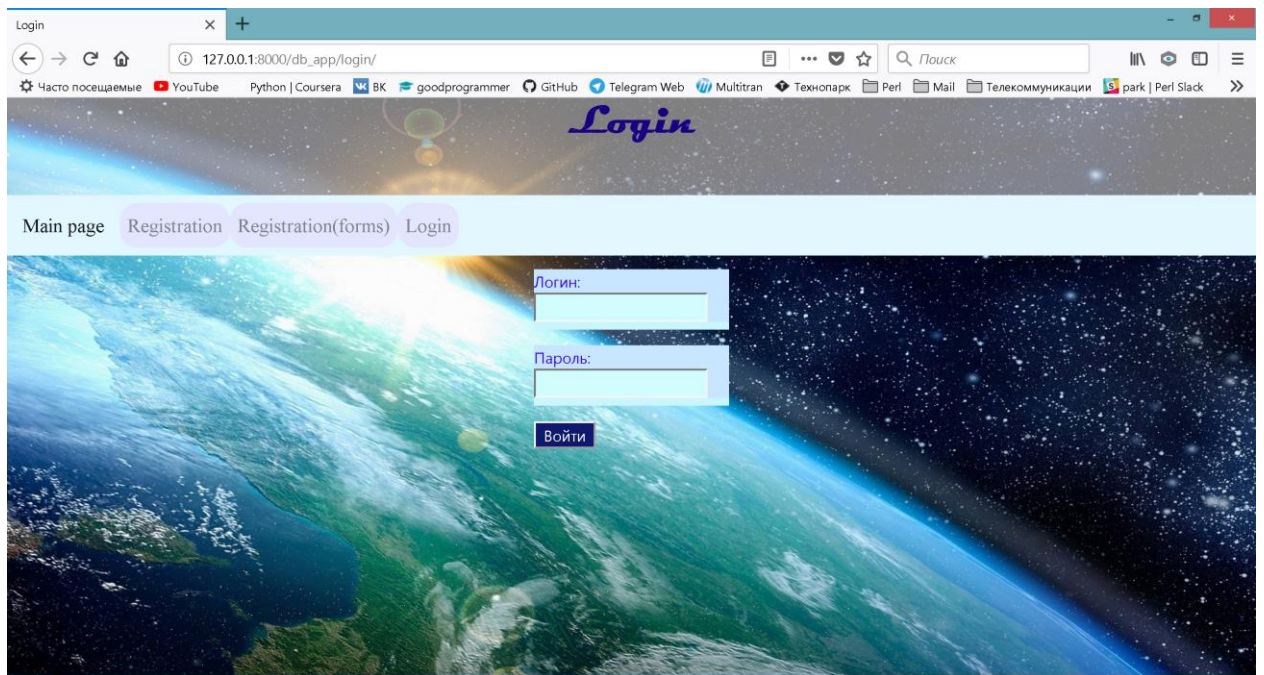 Login
127.0.0.1:8000/db_app/login/
Поиск
Часто посещаемые YouTube Python | Coursera ВК goodprogrammer GitHub Telegram Web Multitran Технопарк Perl Mail Телекоммуникации park | Perl Slack
Login
Main page Registration Registration(forms) Login
Логин:
Пароль:
Войти